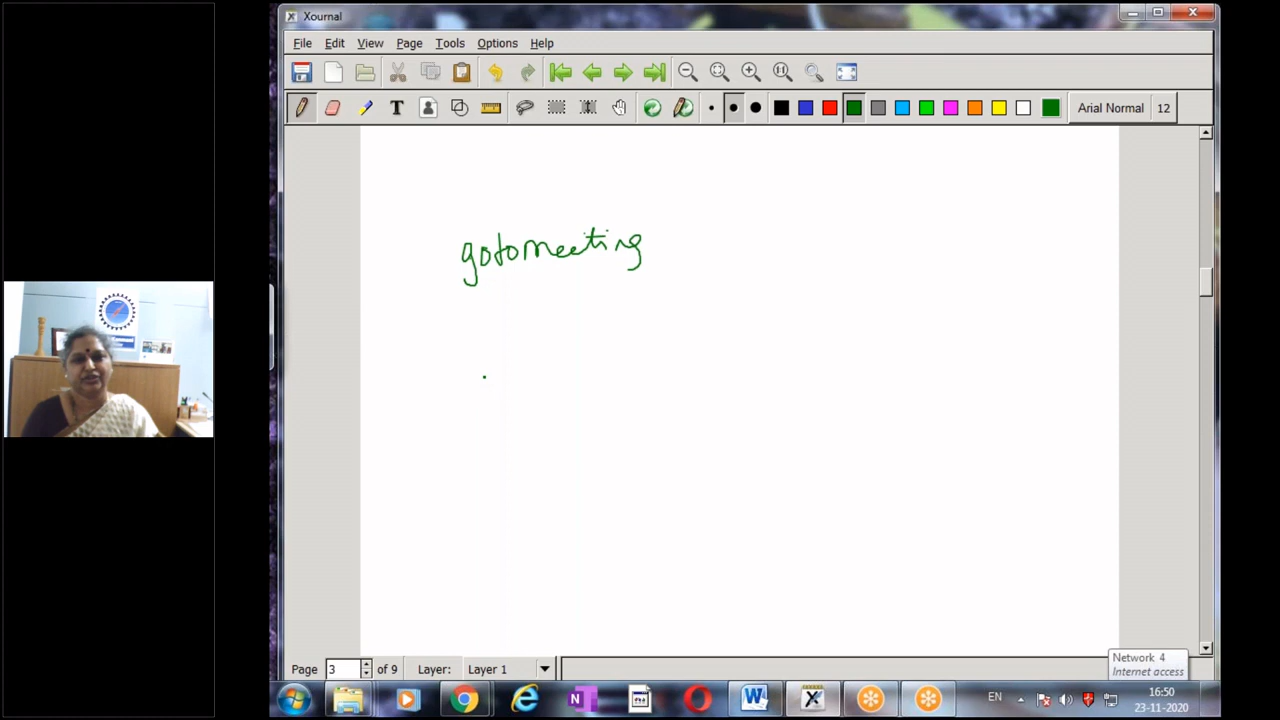 Xournal
File Edit View Page Tools Options Help
T Arial Normal 12
gotomeeting
Page 3 of 9 Layer: Layer 1
Network 4
Internet access
EN 16:50
23-11-2020